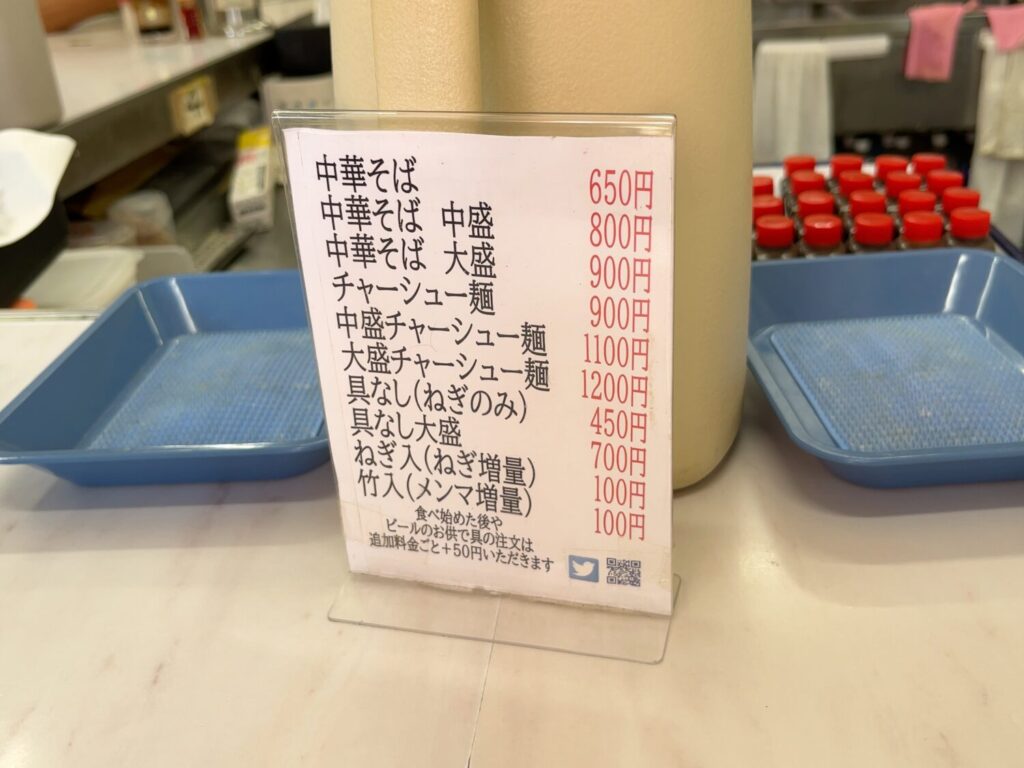 中華そば 650円
中華そば 中盛 800円
中華そば 大盛 900円
チャーシュー麺 900円
中盛チャーシュー麺 1100円
大盛チャーシュー麺 1200円
具なし(ねぎのみ) 450円
具なし大盛 700円
ねぎ入(ねぎ増量) 100円
竹入(メンマ増量) 100円
食べ始めた後や
ビールのお供で具の注文は
追加料金ごと+50円いただきます
4